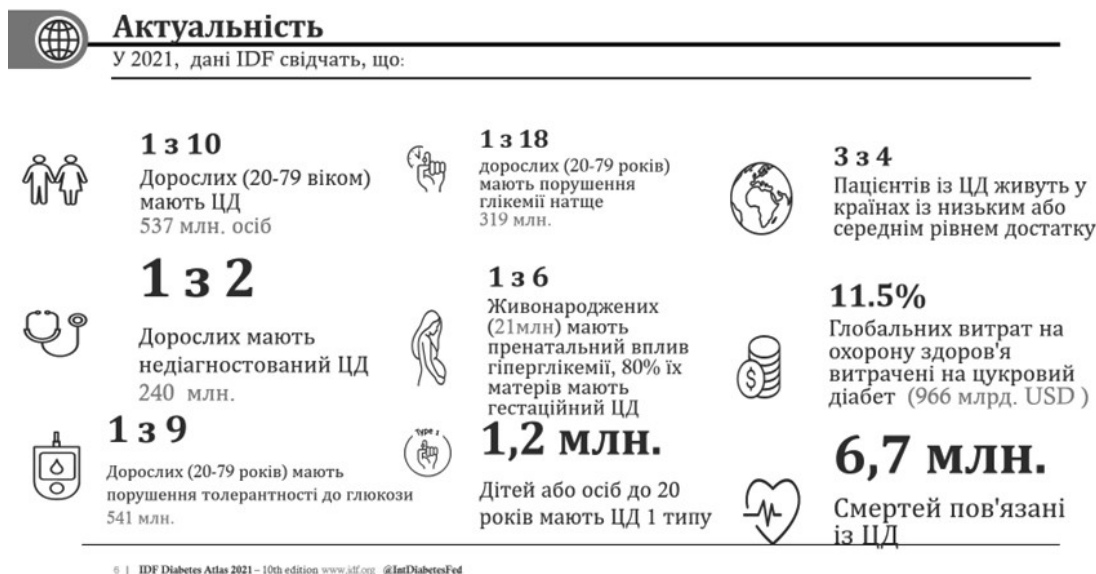 Актуальність
У 2021, дані IDF свідчать, що:
1 з 10
Дорослих (20-79 віком)
мають ЦД
537 млн. осіб
1 з 2
Дорослих мають
недіагностований ЦД
240 млн.
1 з 9
Дорослих (20-79 років) мають
порушення толерантності до глюкози
541 млн.
1 з 18
дорослих (20-79 років)
мають порушення
глікемії натще
319 млн.
1 з 6
Живонароджених
(21млн) мають
пренатальний вплив
гіперглікемії, 80% їх
матерів мають
гестаційний ЦД
Type 1
1,2 млн.
Дітей або осіб до 20
років мають ЦД 1 типу
3 з 4
Пацієнтів із ЦД живуть у
країнах із низьким або
середнім рівнем достатку
11.5%
Глобальних витрат на
охорону здоров'я
витрачені на цукровий
діабет (966 млрд. USD )
$
6,7 млн.
Смертей пов'язані
із ЦД
6 | IDF Diabetes Atlas 2021 – 10th edition www.idf.org @IntDiabetesFed